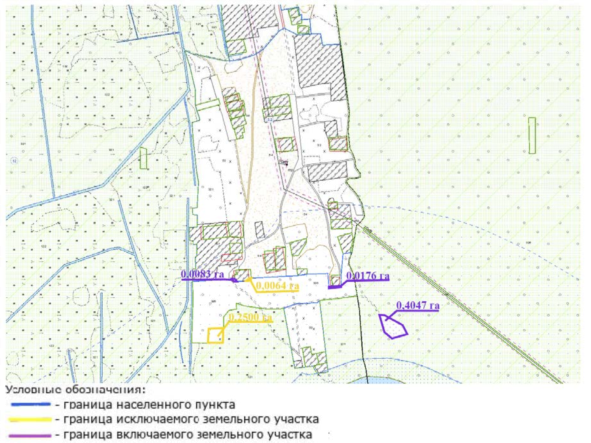 0.0083 га
0.0064 га
0.0176 га
0.4047 га
0.2500 га
Условные обозначения:
- граница населенного пункта
- граница исключаемого земельного участка
- граница включаемого земельного участка